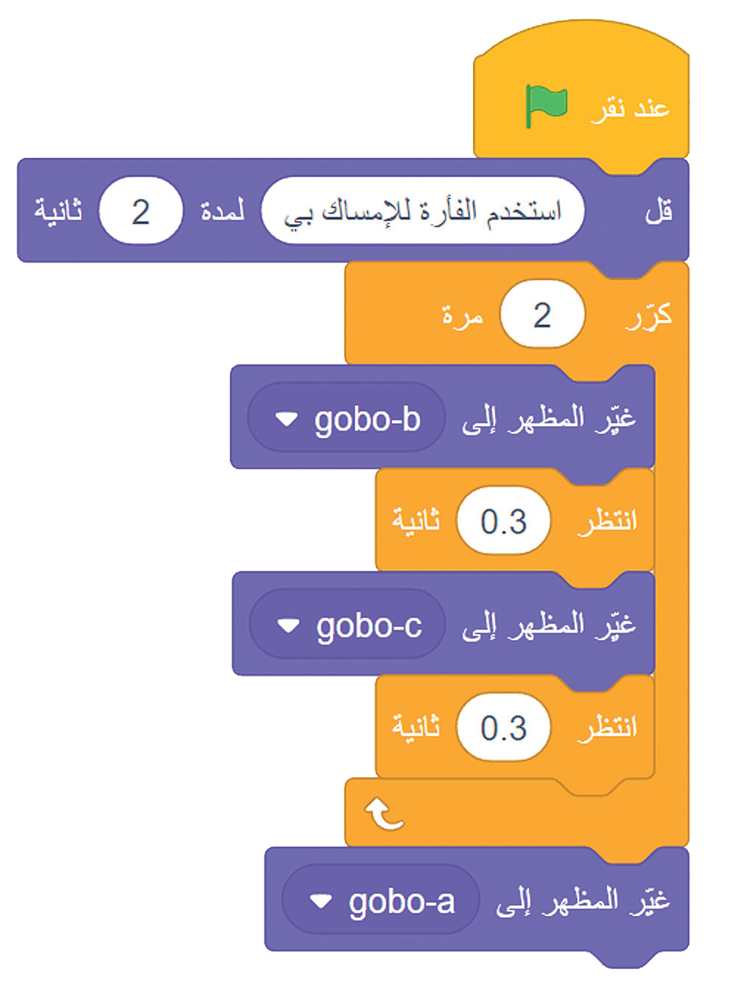 عند نقر
قل استخدم الفأرة للإمساك بي لمدة 2 ثانية
كرّر 2 مرة
غيّر المظهر إلى gobo-b
انتظر 0.3 ثانية
غيّر المظهر إلى gobo-c
انتظر 0.3 ثانية
غيّر المظهر إلى gobo-a